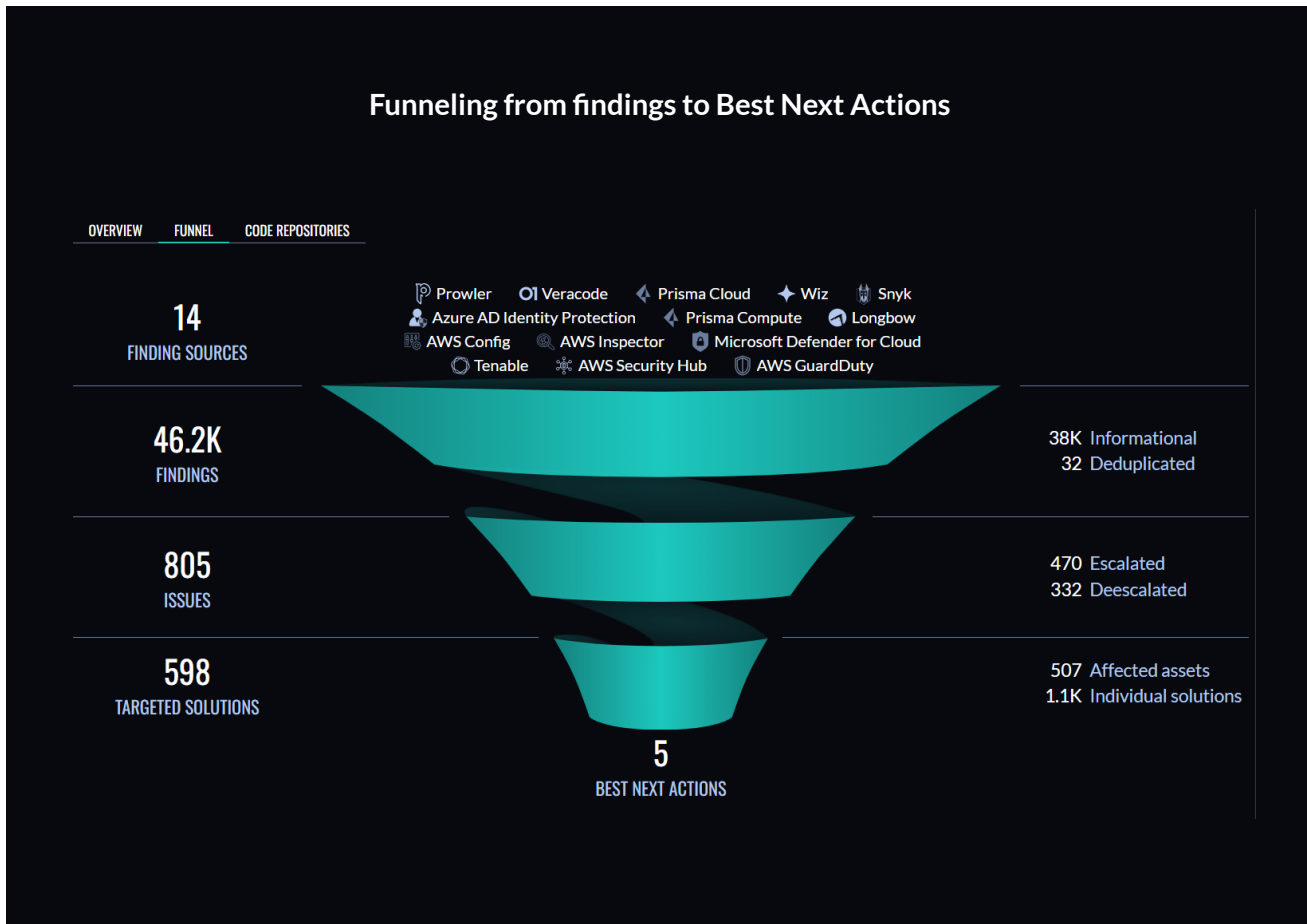 Funneling from findings to Best Next Actions
OVERVIEW FUNNEL CODE REPOSITORIES
14
FINDING SOURCES
Prowler Veracode Prisma Cloud Wiz Snyk
Azure AD Identity Protection Prisma Compute Longbow
AWS Config AWS Inspector Microsoft Defender for Cloud
Tenable AWS Security Hub AWS GuardDuty
46.2K
FINDINGS
38K Informational
32 Deduplicated
805
ISSUES
470 Escalated
332 Deescalated
598
TARGETED SOLUTIONS
507 Affected assets
1.1K Individual solutions
5
BEST NEXT ACTIONS